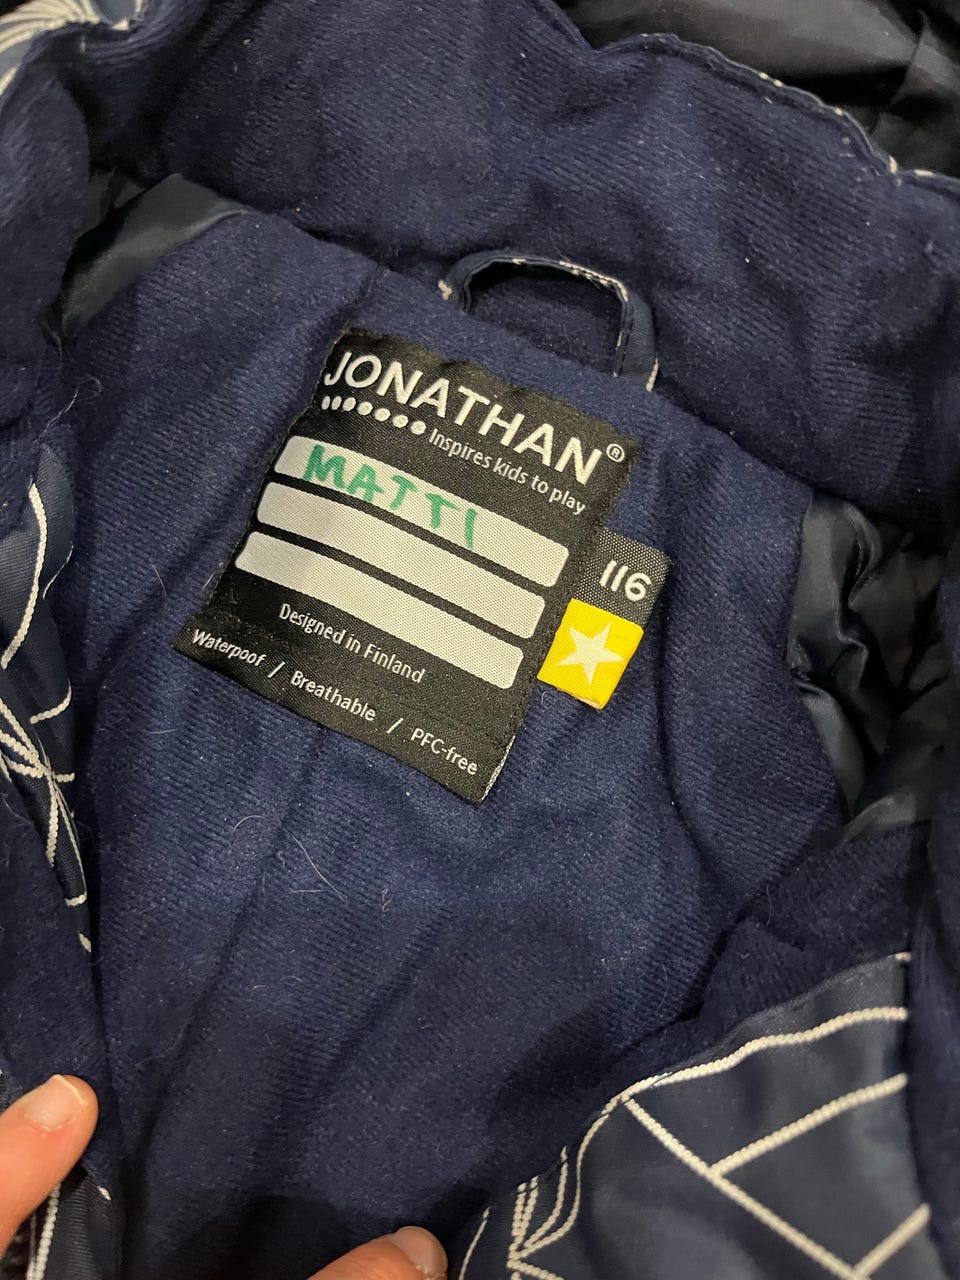 JONATHAN®
Inspires kids to play
MATTI
116
Designed in Finland
Waterpoof / Breathable / PFC-free